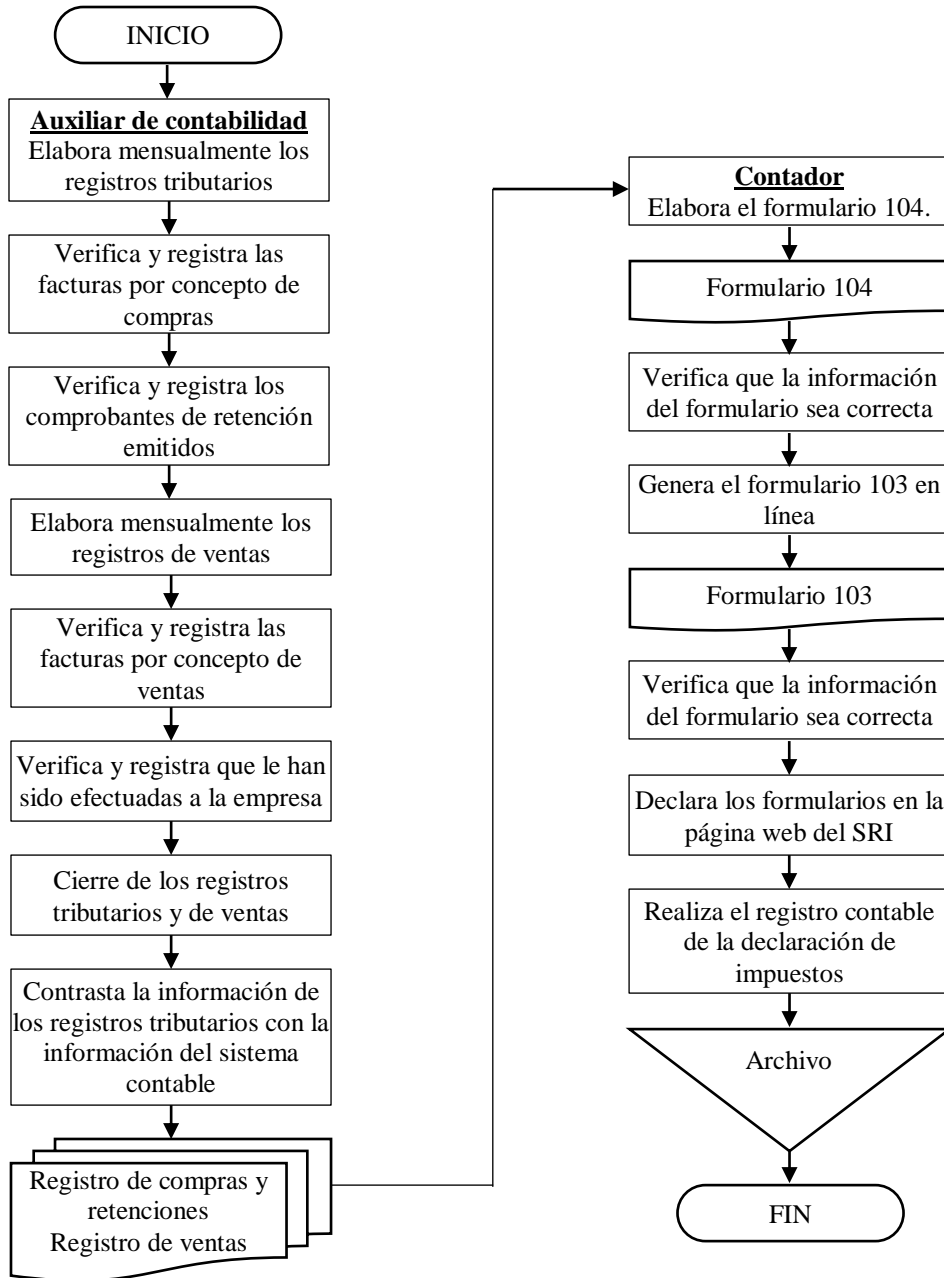 INICIO
Auxiliar de contabilidad
Elabora mensualmente los
registros tributarios
Verifica y registra las
facturas por concepto de
compras
Verifica y registra los
comprobantes de retención
emitidos
Elabora mensualmente los
registros de ventas
Verifica y registra las
facturas por concepto de
ventas
Verifica y registra que le han
sido efectuadas a la empresa
Cierre de los registros
tributarios y de ventas
Contrasta la información de
los registros tributarios con la
información del sistema
contable
Registro de compras y
retenciones
Registro de ventas
Contador
Elabora el formulario 104.
Formulario 104
Verifica que la información
del formulario sea correcta
Genera el formulario 103 en
línea
Formulario 103
Verifica que la información
del formulario sea correcta
Declara los formularios en la
página web del SRI
Realiza el registro contable
de la declaración de
impuestos
Archivo
FIN